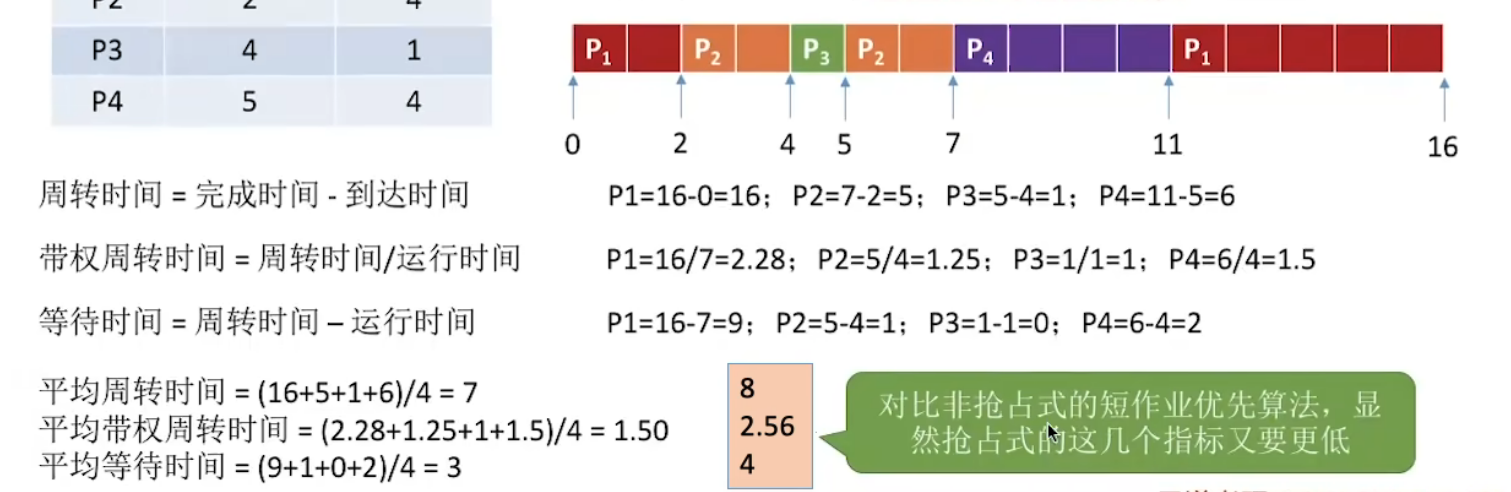 P2 2 4
P3 4 1
P4 5 4
P1 P2 P3 P2 P4 P1
0 2 4 5 7 11 16
周转时间 = 完成时间 - 到达时间 P1=16-0=16；P2=7-2=5；P3=5-4=1；P4=11-5=6
带权周转时间 = 周转时间/运行时间 P1=16/7=2.28；P2=5/4=1.25；P3=1/1=1；P4=6/4=1.5
等待时间 = 周转时间 – 运行时间 P1=16-7=9；P2=5-4=1；P3=1-1=0；P4=6-4=2
平均周转时间 = (16+5+1+6)/4 = 7
平均带权周转时间 = (2.28+1.25+1+1.5)/4 = 1.50
平均等待时间 = (9+1+0+2)/4 = 3
8
2.56
4
对比非抢占式的短作业优先算法，显
然抢占式的这几个指标又要更低